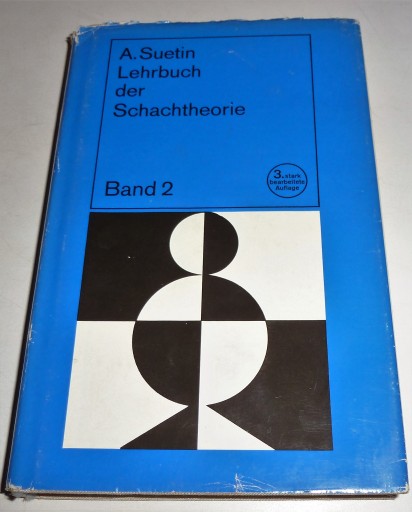 A. Suetin
Lehrbuch
der
Schachtheorie
Band 2
3. stark
bearbeitete
Auflage